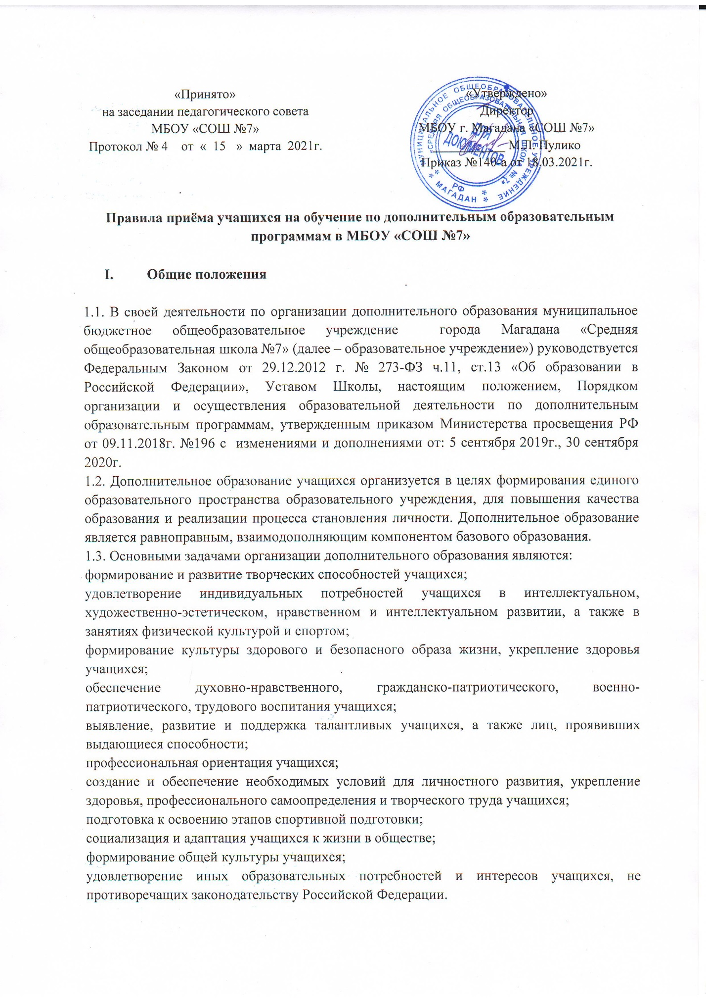 «Принято»
на заседании педагогического совета
МБОУ «СОШ №7»
Протокол № 4 от « 15 » марта 2021г.
«Утверждено»
Директор
МБОУ г. Магадана «СОШ №7»
М.Л. Пулико
Приказ №140-а от 18.03.2021г.
МУНИЦИПАЛЬНОЕ ОБЩЕОБРАЗОВАТЕЛЬНОЕ УЧРЕЖДЕНИЕ
* МАГАДАН *
«СРЕДНЯЯ ОБЩЕОБРАЗОВАТЕЛЬНАЯ ШКОЛА № 7»
* РФ *
ДЛЯ
ДОКУМЕНТОВ
Правила приёма учащихся на обучение по дополнительным образовательным
программам в МБОУ «СОШ №7»
I. Общие положения
1.1. В своей деятельности по организации дополнительного образования муниципальное
бюджетное общеобразовательное учреждение города Магадана «Средняя
общеобразовательная школа №7» (далее – образовательное учреждение») руководствуется
Федеральным Законом от 29.12.2012 г. № 273-ФЗ ч.11, ст.13 «Об образовании в
Российской Федерации», Уставом Школы, настоящим положением, Порядком
организации и осуществления образовательной деятельности по дополнительным
образовательным программам, утвержденным приказом Министерства просвещения РФ
от 09.11.2018г. №196 с изменениями и дополнениями от: 5 сентября 2019г., 30 сентября
2020г.
1.2. Дополнительное образование учащихся организуется в целях формирования единого
образовательного пространства образовательного учреждения, для повышения качества
образования и реализации процесса становления личности. Дополнительное образование
является равноправным, взаимодополняющим компонентом базового образования.
1.3. Основными задачами организации дополнительного образования являются:
формирование и развитие творческих способностей учащихся;
удовлетворение индивидуальных потребностей учащихся в интеллектуальном,
художественно-эстетическом, нравственном и интеллектуальном развитии, а также в
занятиях физической культурой и спортом;
формирование культуры здорового и безопасного образа жизни, укрепление здоровья
учащихся;
обеспечение духовно-нравственного, гражданско-патриотического, военно-
патриотического, трудового воспитания учащихся;
выявление, развитие и поддержка талантливых учащихся, а также лиц, проявивших
выдающиеся способности;
профессиональная ориентация учащихся;
создание и обеспечение необходимых условий для личностного развития, укрепление
здоровья, профессионального самоопределения и творческого труда учащихся;
подготовка к освоению этапов спортивной подготовки;
социализация и адаптация учащихся к жизни в обществе;
формирование общей культуры учащихся;
удовлетворение иных образовательных потребностей и интересов учащихся, не
противоречащих законодательству Российской Федерации.